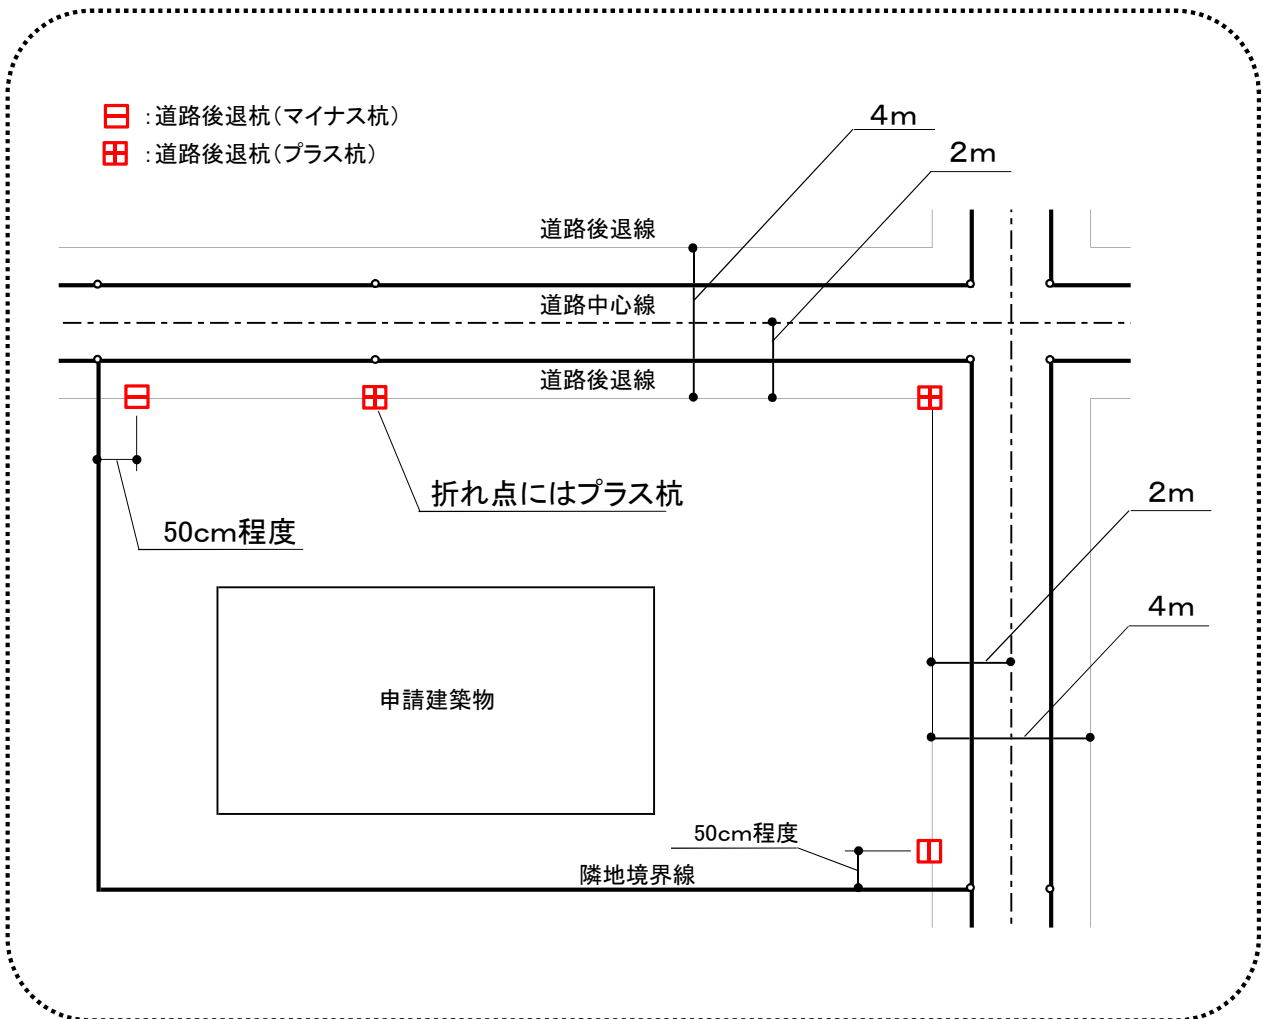 ：道路後退杭（マイナス杭）
：道路後退杭（プラス杭）
4m
2m
道路後退線
道路中心線
道路後退線
折れ点にはプラス杭
50cm程度
2m
4m
申請建築物
50cm程度
隣地境界線